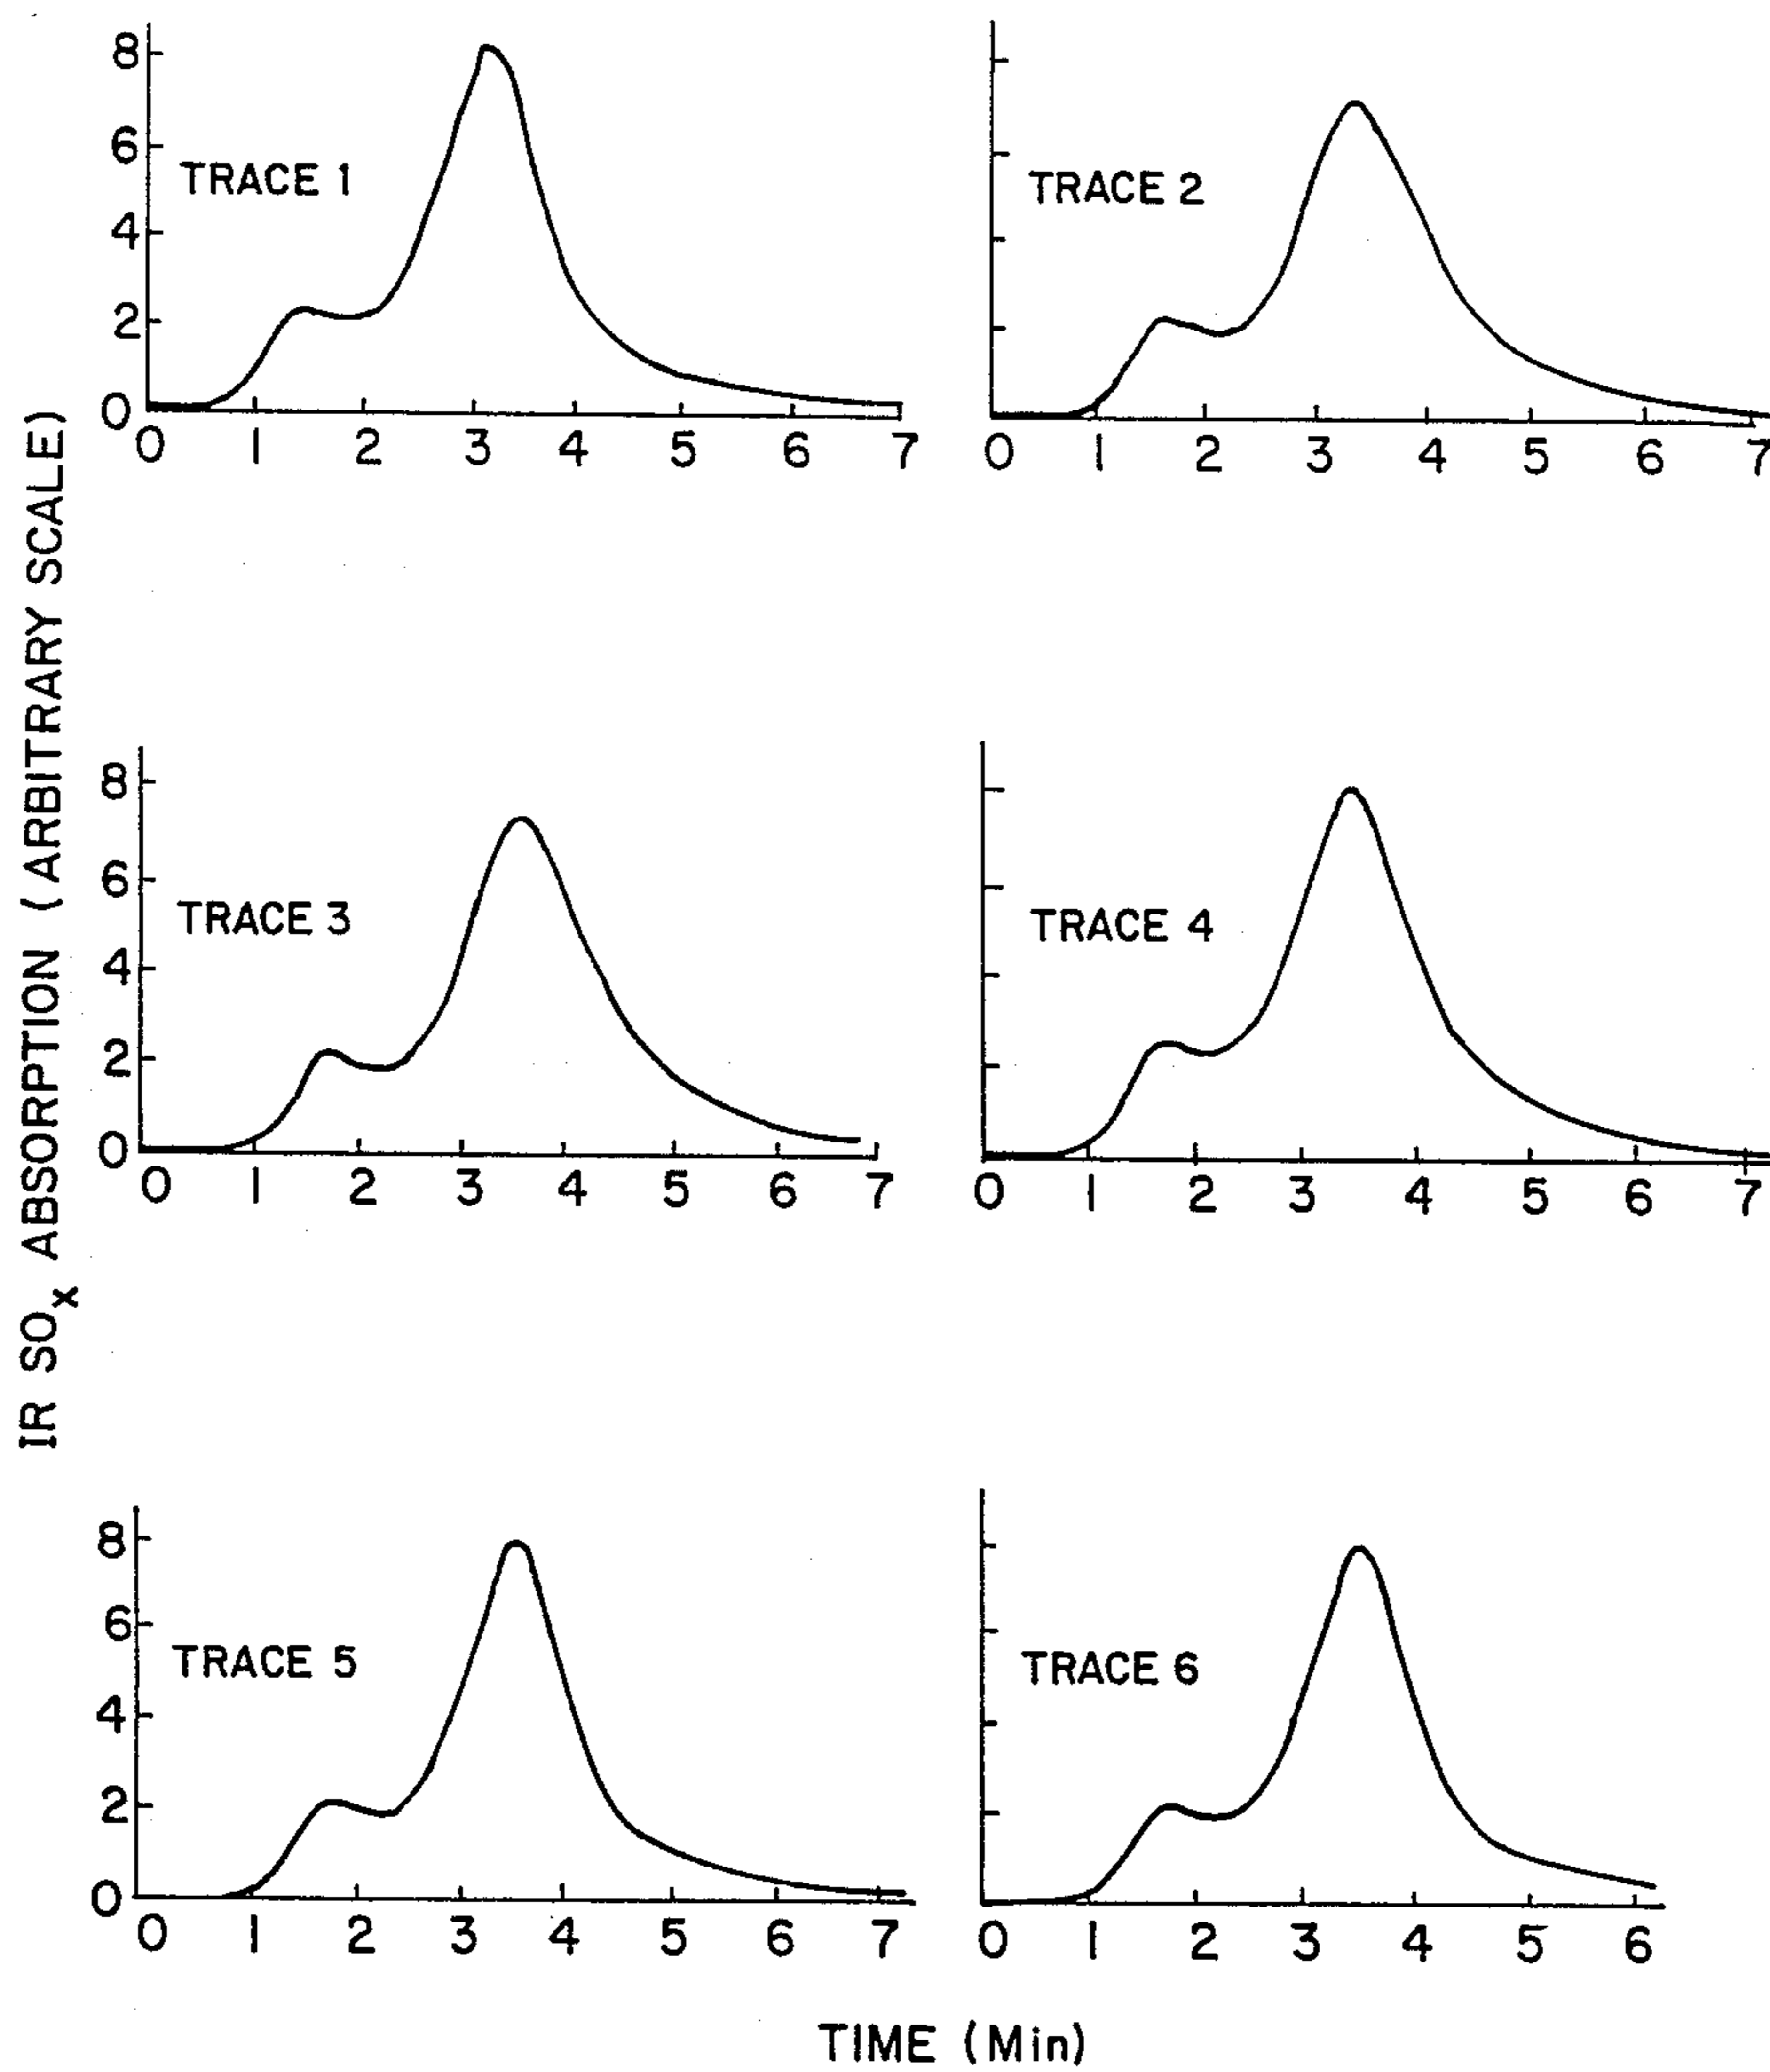 IR SOx ABSORPTION (ARBITRARY SCALE)
8
6
4
2
0
TRACE 1
0 1 2 3 4 5 6 7
TRACE 2
0 1 2 3 4 5 6 7
8
6
4
2
0
TRACE 3
0 1 2 3 4 5 6 7
TRACE 4
0 1 2 3 4 5 6 7
8
6
4
2
0
TRACE 5
0 1 2 3 4 5 6 7
TRACE 6
0 1 2 3 4 5 6
TIME (Min)